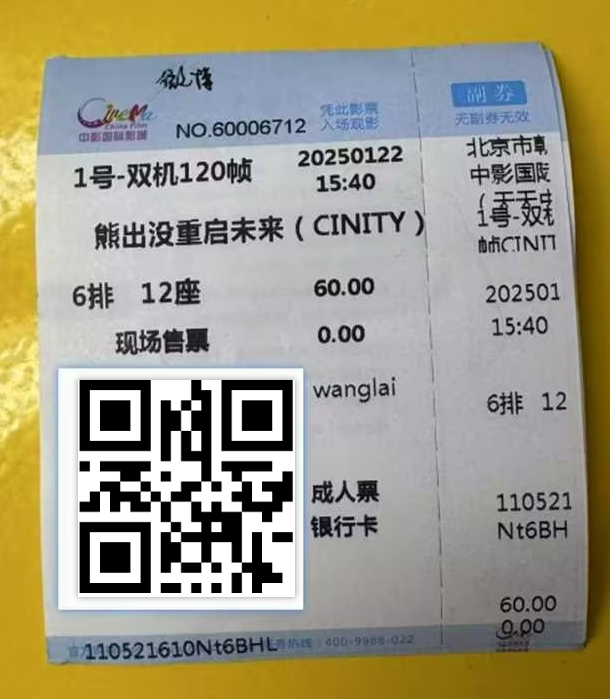 微博
CineMa
China Film
中影国际影城
NO.60006712
凭此影票
入场观影
1号-双机120帧
20250122
15:40
熊出没重启未来（CINITY）
6排 12座
60.00
现场售票
0.00
wanglai
成人票
银行卡
110521610Nt6BHL
热线：400-9988-022
副券
无副券无效
北京市
中影国际
1号-双
帧CINIT
202501
15:40
6排 12
110521
Nt6BH
60.00
0.00